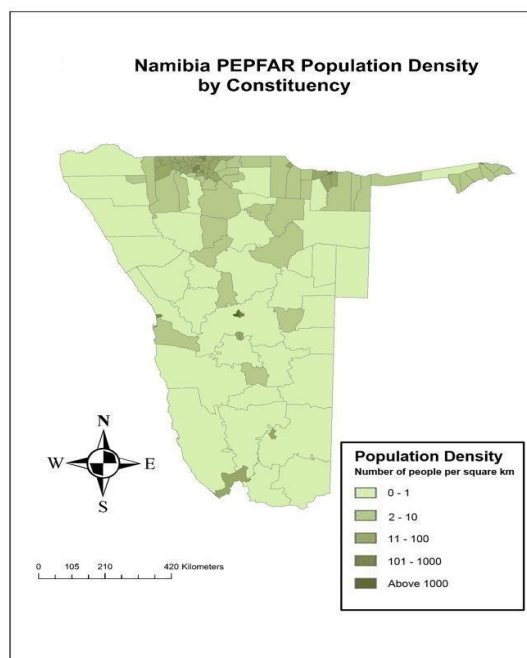 Namibia PEPFAR Population Density
by Constituency
N
W E
S
0 105 210 420 Kilometers
Population Density
Number of people per square km
0 - 1
2 - 10
11 - 100
101 - 1000
Above 1000